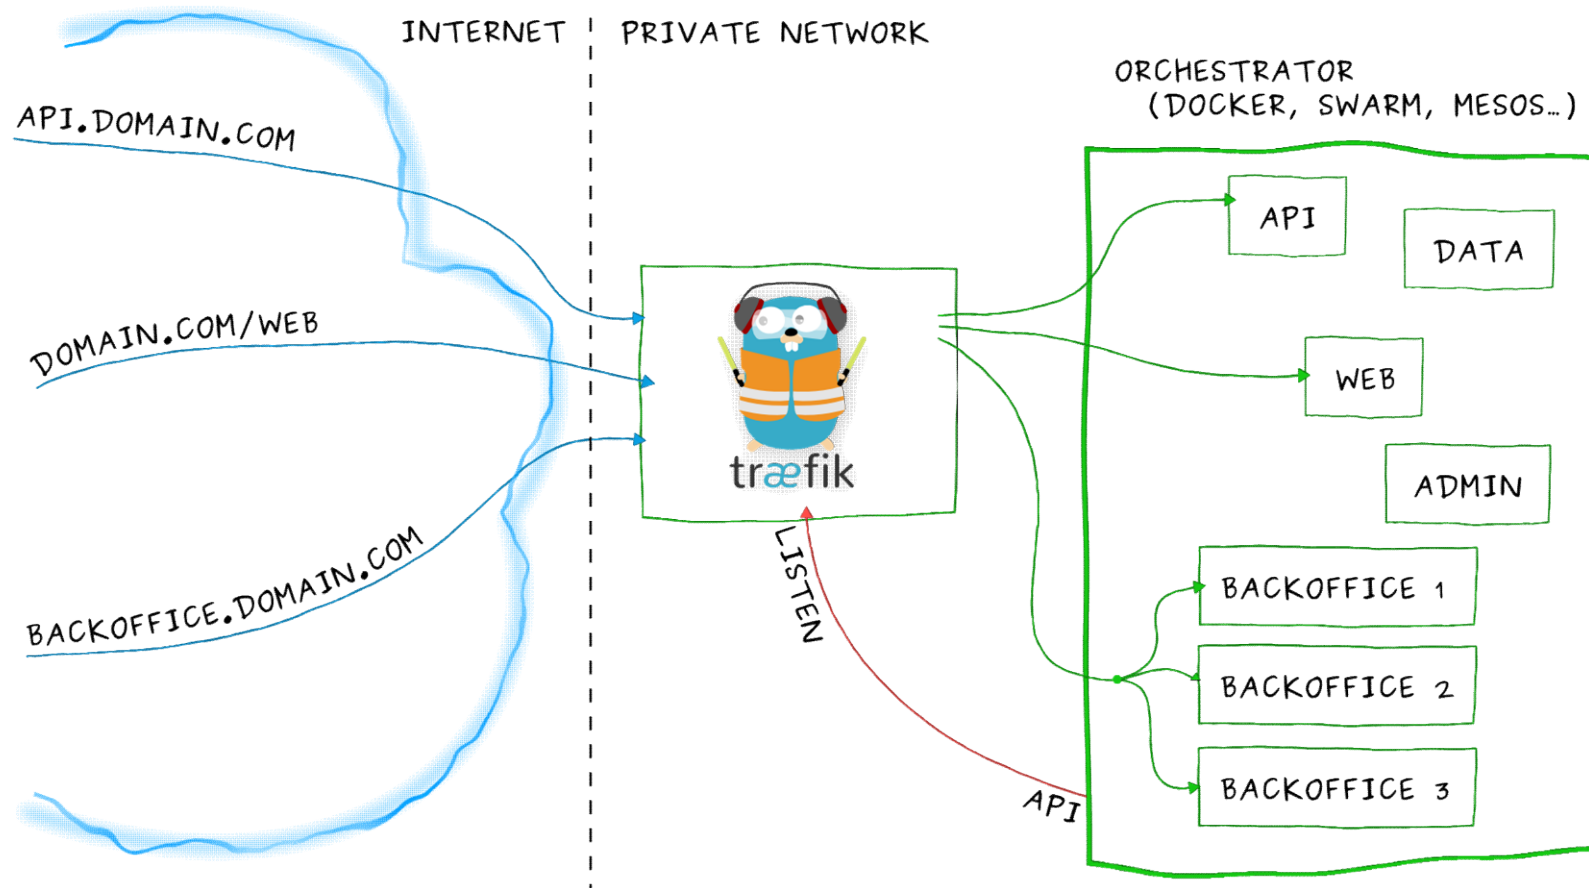 INTERNET
PRIVATE NETWORK
ORCHESTRATOR
(DOCKER, SWARM, MESOS...)
API.DOMAIN.COM
DOMAIN.COM/WEB
BACKOFFICE.DOMAIN.COM
træfik
LISTEN
API
API
DATA
WEB
ADMIN
BACKOFFICE 1
BACKOFFICE 2
BACKOFFICE 3